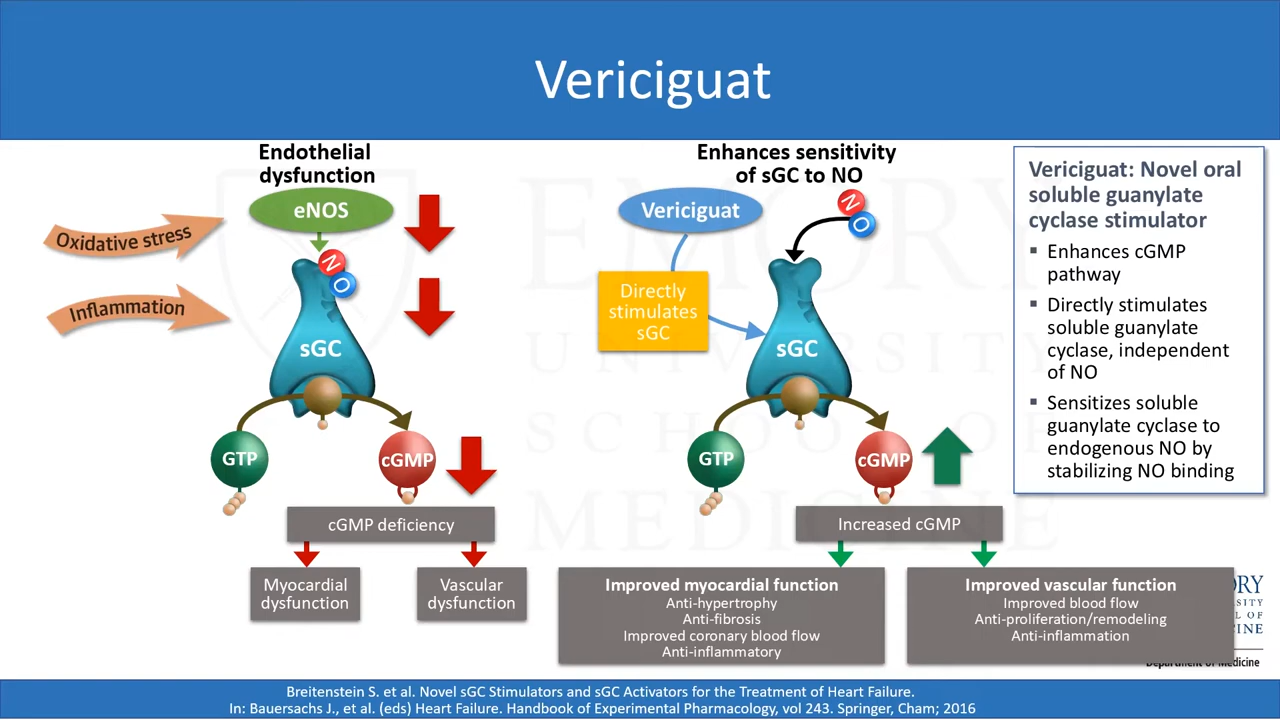 Vericiguat
Endothelial
dysfunction
eNOS
Oxidative stress
Inflammation
N
O
sGC
GTP
cGMP
cGMP deficiency
Myocardial
dysfunction
Vascular
dysfunction
Enhances sensitivity
of sGC to NO
Vericiguat
N
O
Directly
stimulates
sGC
sGC
GTP
cGMP
Increased cGMP
Improved myocardial function
Anti-hypertrophy
Anti-fibrosis
Improved coronary blood flow
Anti-inflammatory
Improved vascular function
Improved blood flow
Anti-proliferation/remodeling
Anti-inflammation
Vericiguat: Novel oral
soluble guanylate
cyclase stimulator
▪ Enhances cGMP
pathway
▪ Directly stimulates
soluble guanylate
cyclase, independent
of NO
▪ Sensitizes soluble
guanylate cyclase to
endogenous NO by
stabilizing NO binding
EMORY
UNIVERSITY
SCHOOL OF
MEDICINE
Department of Medicine
Breitenstein S. et al. Novel sGC Stimulators and sGC Activators for the Treatment of Heart Failure.
In: Bauersachs J., et al. (eds) Heart Failure. Handbook of Experimental Pharmacology, vol 243. Springer, Cham; 2016